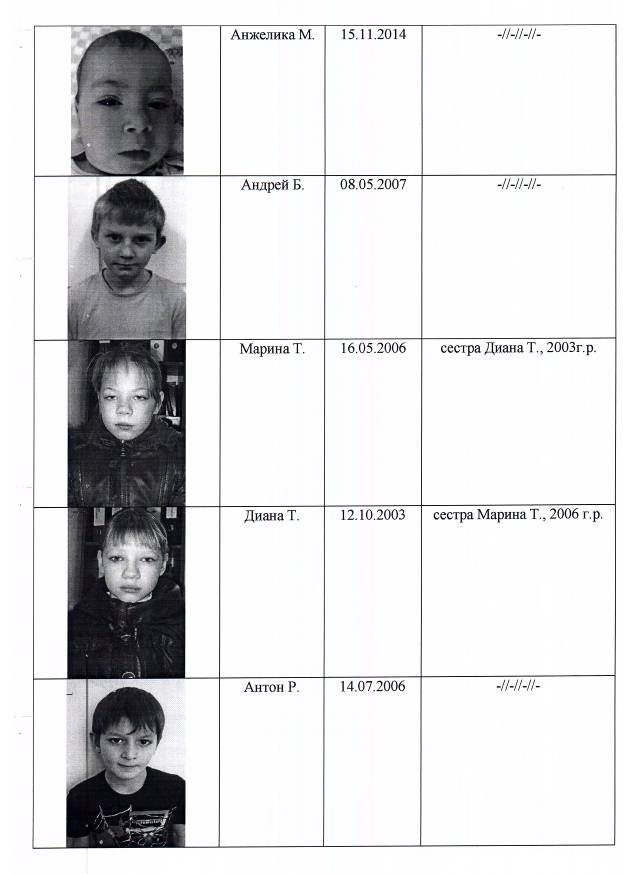 Анжелика М. 15.11.2014 -//-//-//-
Андрей Б. 08.05.2007 -//-//-//-
Марина Т. 16.05.2006 сестра Диана Т., 2003г.р.
Диана Т. 12.10.2003 сестра Марина Т., 2006 г.р.
Антон Р. 14.07.2006 -//-//-//-